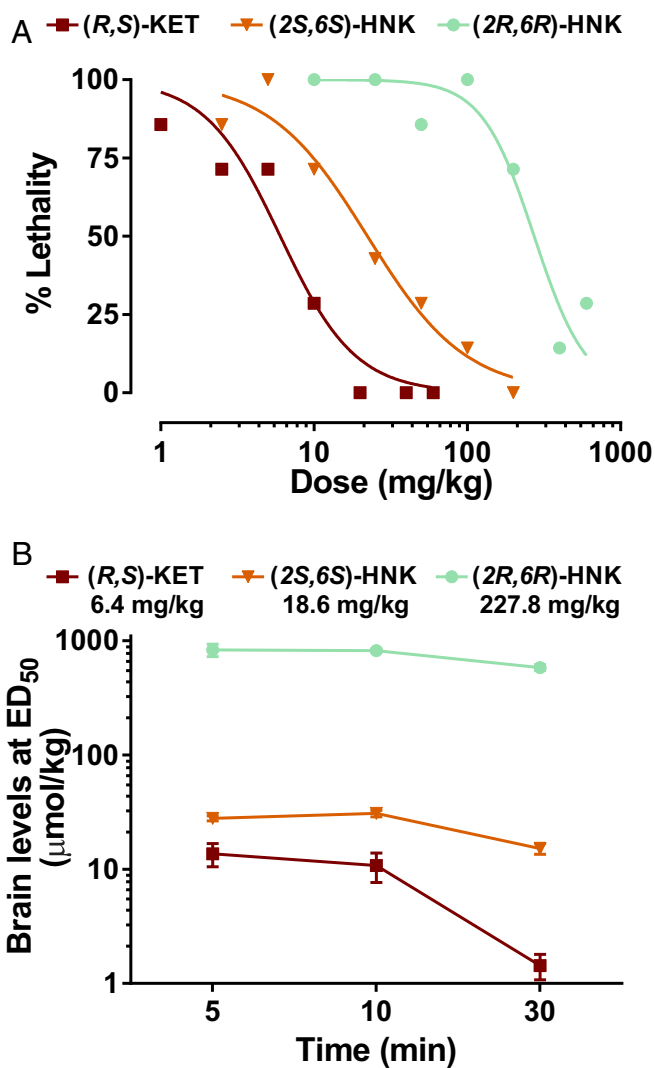 A
(R,S)-KET (2S,6S)-HNK (2R,6R)-HNK
% Lethality
100
75
50
25
0
1 10 100 1000
Dose (mg/kg)
B
(R,S)-KET (2S,6S)-HNK (2R,6R)-HNK
6.4 mg/kg 18.6 mg/kg 227.8 mg/kg
Brain levels at ED50
(μmol/kg)
1000
100
10
1
5 10 30
Time (min)